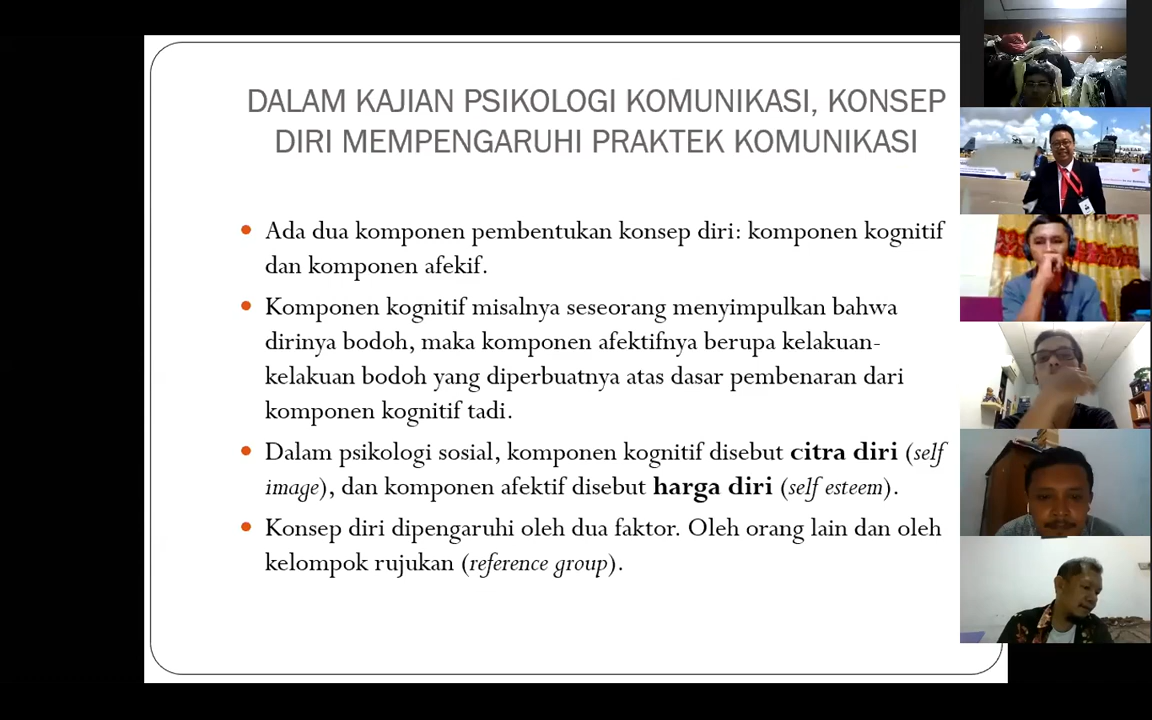 DALAM KAJIAN PSIKOLOGI KOMUNIKASI, KONSEP
DIRI MEMPENGARUHI PRAKTEK KOMUNIKASI
• Ada dua komponen pembentukan konsep diri: komponen kognitif
dan komponen afekif.
• Komponen kognitif misalnya seseorang menyimpulkan bahwa
dirinya bodoh, maka komponen afektifnya berupa kelakuan-
kelakuan bodoh yang diperbuatnya atas dasar pembenaran dari
komponen kognitif tadi.
• Dalam psikologi sosial, komponen kognitif disebut citra diri (self
image), dan komponen afektif disebut harga diri (self esteem).
• Konsep diri dipengaruhi oleh dua faktor. Oleh orang lain dan oleh
kelompok rujukan (reference group).